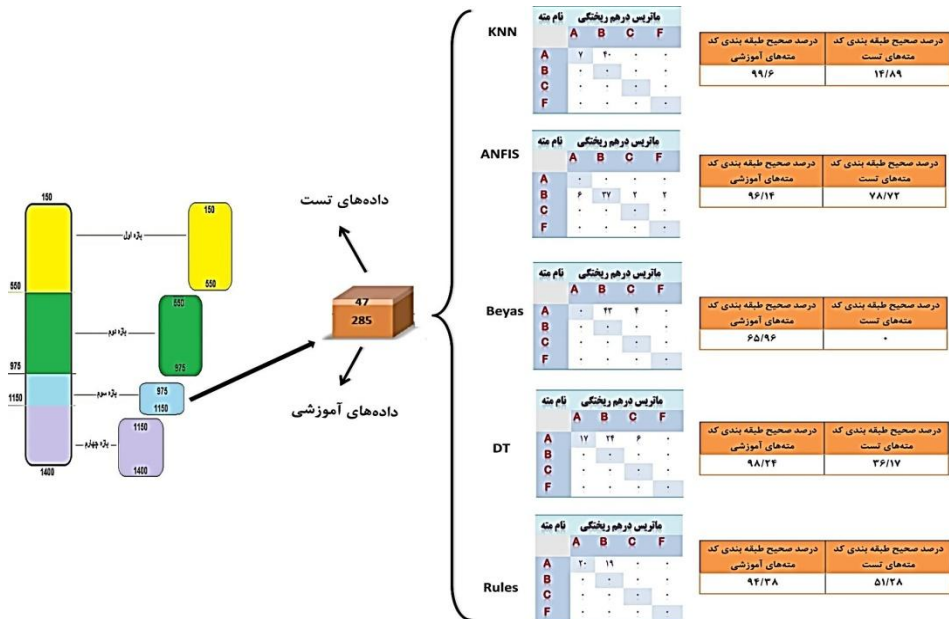 150
550
975
1150
1400
بازه اول
بازه دوم
بازه سوم
بازه چهارم
150
550
550
975
975
1150
1150
1400
داده‌های تست
47
285
داده‌های آموزشی
KNN
نام مته ماتریس درهم ریختگی
A B C F
A ۷ ۴۰ ۰ ۰
B ۰ ۰ ۰ ۰
C ۰ ۰ ۰ ۰
F ۰ ۰ ۰ ۰
درصد صحیح طبقه بندی کد
مته‌های آموزشی
۹۹/۶
درصد صحیح طبقه بندی کد
مته‌های تست
۱۴/۸۹
ANFIS
نام مته ماتریس درهم ریختگی
A B C F
A ۰ ۰ ۰ ۰
B ۶ ۳۷ ۲ ۲
C ۰ ۰ ۰ ۰
F ۰ ۰ ۰ ۰
درصد صحیح طبقه بندی کد
مته‌های آموزشی
۹۶/۱۴
درصد صحیح طبقه بندی کد
مته‌های تست
۷۸/۷۲
Beyas
نام مته ماتریس درهم ریختگی
A B C F
A ۰ ۴۳ ۴ ۰
B ۰ ۰ ۰ ۰
C ۰ ۰ ۰ ۰
F ۰ ۰ ۰ ۰
درصد صحیح طبقه بندی کد
مته‌های آموزشی
۶۵/۹۶
درصد صحیح طبقه بندی کد
مته‌های تست
۰
DT
نام مته ماتریس درهم ریختگی
A B C F
A ۱۷ ۲۴ ۶ ۰
B ۰ ۰ ۰ ۰
C ۰ ۰ ۰ ۰
F ۰ ۰ ۰ ۰
درصد صحیح طبقه بندی کد
مته‌های آموزشی
۹۸/۲۴
درصد صحیح طبقه بندی کد
مته‌های تست
۳۶/۱۷
Rules
نام مته ماتریس درهم ریختگی
A B C F
A ۲۰ ۱۹ ۰ ۰
B ۰ ۰ ۰ ۰
C ۰ ۰ ۰ ۰
F ۰ ۰ ۰ ۰
درصد صحیح طبقه بندی کد
مته‌های آموزشی
۹۴/۳۸
درصد صحیح طبقه بندی کد
مته‌های تست
۵۱/۲۸